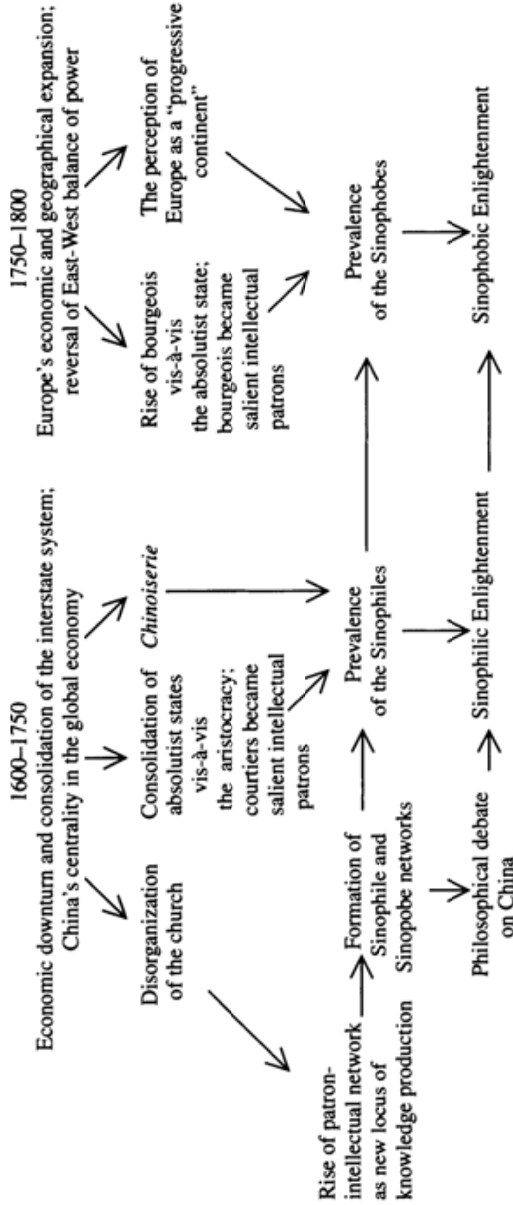 1600–1750
Economic downturn and consolidation of the interstate system;
China's centrality in the global economy
1750–1800
Europe's economic and geographical expansion;
reversal of East-West balance of power
Disorganization
of the church
Consolidation of
absolutist states
vis-à-vis
the aristocracy;
courtiers became
salient intellectual
patrons
Chinoiserie
Rise of bourgeois
vis-à-vis
the absolutist state;
bourgeois became
salient intellectual
patrons
The perception of
Europe as a "progressive
continent"
Rise of patron-
intellectual network
as new locus of
knowledge production
Formation of
Sinophile and
Sinopobe networks
Prevalence
of the Sinophiles
Prevalence
of the Sinophobes
Philosophical debate
on China
Sinophilic Enlightenment
Sinophobic Enlightenment